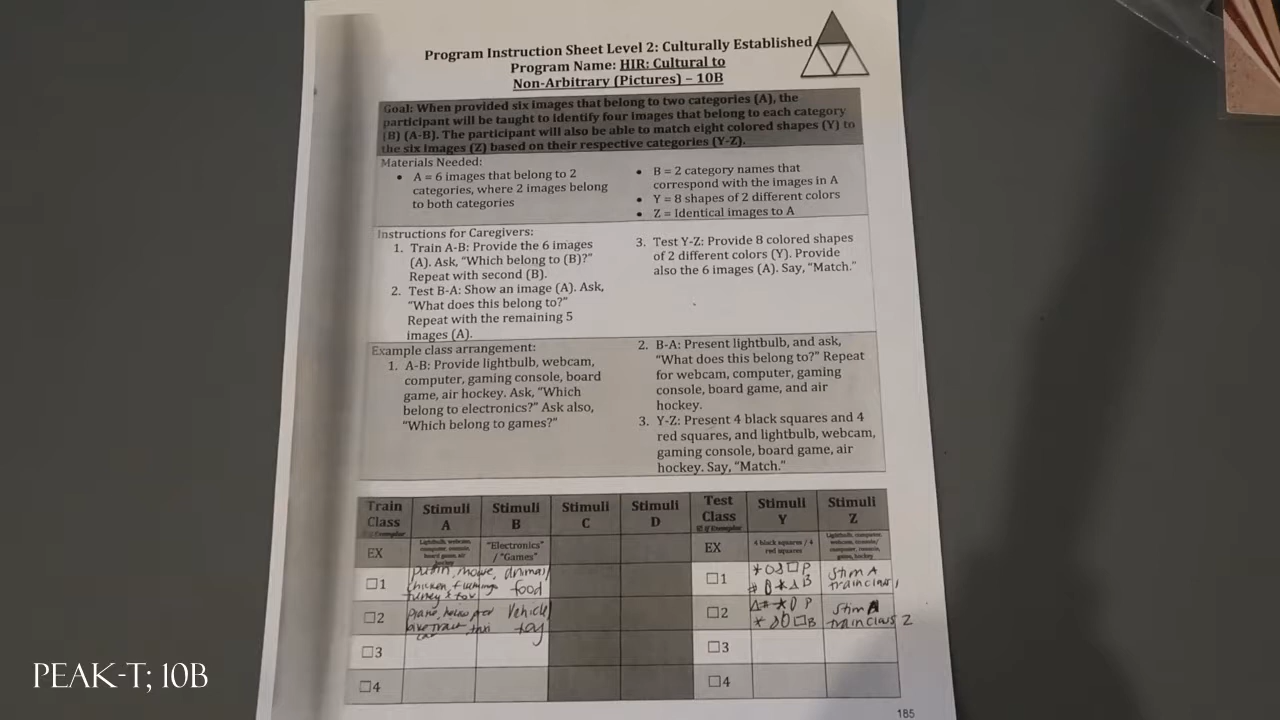 Program Instruction Sheet Level 2: Culturally Established
Program Name: HIR: Cultural to
Non-Arbitrary (Pictures) – 10B
Goal: When provided six images that belong to two categories (A), the
participant will be taught to identify four images that belong to each category
(B) (A-B). The participant will also be able to match eight colored shapes (Y) to
the six images (Z) based on their respective categories (Y-Z).
Materials Needed:
• A = 6 images that belong to 2
categories, where 2 images belong
to both categories
• B = 2 category names that
correspond with the images in A
• Y = 8 shapes of 2 different colors
• Z = Identical images to A
Instructions for Caregivers:
1. Train A-B: Provide the 6 images
(A). Ask, “Which belong to (B)?”
Repeat with second (B).
2. Test B-A: Show an image (A). Ask,
“What does this belong to?”
Repeat with the remaining 5
images (A).
3. Test Y-Z: Provide 8 colored shapes
of 2 different colors (Y). Provide
also the 6 images (A). Say, “Match.”
Example class arrangement:
1. A-B: Provide lightbulb, webcam,
computer, gaming console, board
game, air hockey. Ask, “Which
belong to electronics?” Ask also,
“Which belong to games?”
2. B-A: Present lightbulb, and ask,
“What does this belong to?” Repeat
for webcam, computer, gaming
console, board game, and air
hockey.
3. Y-Z: Present 4 black squares and 4
red squares, and lightbulb, webcam,
gaming console, board game, air
hockey. Say, “Match.”
Train Class
Stimuli A
Stimuli B
Stimuli C
Stimuli D
Test Class
Stimuli Y
Stimuli Z
EX
“Electronics”
/ “Games”
EX
4 black squares / 4
red squares
1
animal
food
1
P
B
Stim A
train class 1
2
Vehicle
toy
2
P
B
Stim A
train class 2
3
3
4
4
185
PEAK-T; 10B